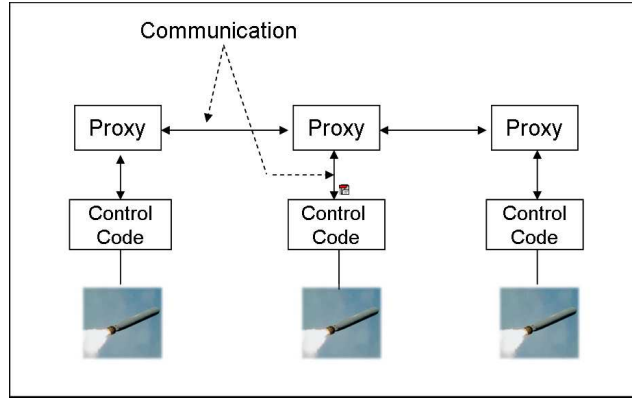 Communication
Proxy
Proxy
Proxy
Control
Code
Control
Code
Control
Code